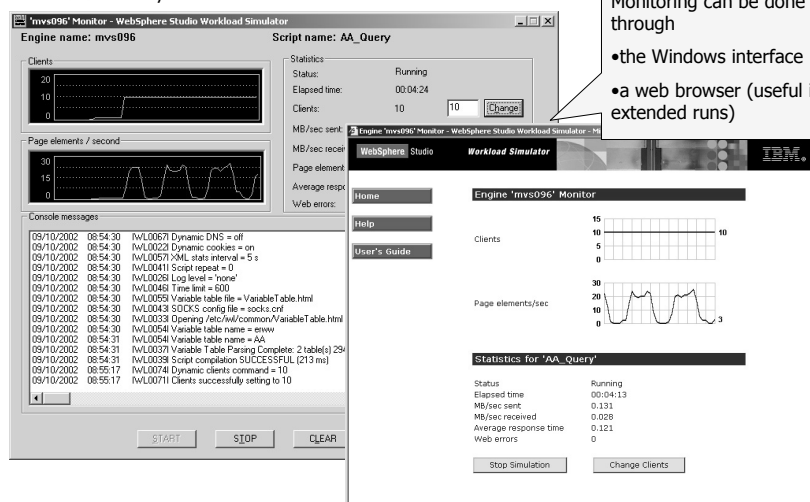 'mvs096' Monitor - WebSphere Studio Workload Simulator
Engine name: mvs096
Script name: AA_Query
Clients
20
10
0
Page elements / second
30
15
0
Statistics
Status: Running
Elapsed time: 00:04:24
Clients: 10 10 Change
MB/sec sent:
MB/sec
Page element
Average
Web errors:
Console messages
09/10/2002 08:54:30 IWL0067I Dynamic DNS = off
09/10/2002 08:54:30 IWL0022I Dynamic cookies = on
09/10/2002 08:54:30 IWL0057I XML stats interval = 5 s
09/10/2002 08:54:30 IWL0041I Script repeat = 0
09/10/2002 08:54:30 IWL0026I Log level = 'none'
09/10/2002 08:54:30 IWL0046I Time limit = 600
09/10/2002 08:54:30 IWL0055I Variable table file = VariableTable.html
09/10/2002 08:54:30 IWL0043I SOCKS config file = socks.cnf
09/10/2002 08:54:30 IWL0033I Opening /etc/iwl/common/VariableTable.html
09/10/2002 08:54:30 IWL0054I Variable table name = erww
09/10/2002 08:54:31 IWL0054I Variable table name = AA
09/10/2002 08:54:31 IWL0037I Variable Table Parsing Complete: 2 table(s)
09/10/2002 08:54:31 IWL0039I Script compilation SUCCESSFUL (213 ms)
09/10/2002 08:55:17 IWL0074I Dynamic clients command = 10
09/10/2002 08:55:17 IWL0071I Clients successfully setting to 10
START STOP CLEAR
Monitoring can be done
through
•the Windows interface
•a web browser (useful
extended runs)
Engine 'mvs096' Monitor - WebSphere Studio Workload Simulator -
WebSphere Studio Workload Simulator IBM®
Home
Help
User's Guide
Engine 'mvs096' Monitor
Clients
15
10
5
0
10
Page elements/sec
30
20
10
0
3
Statistics for 'AA_Query'
Status Running
Elapsed time 00:04:13
MB/sec sent 0.131
MB/sec received 0.028
Average response time 0.121
Web errors 0
Stop Simulation Change Clients